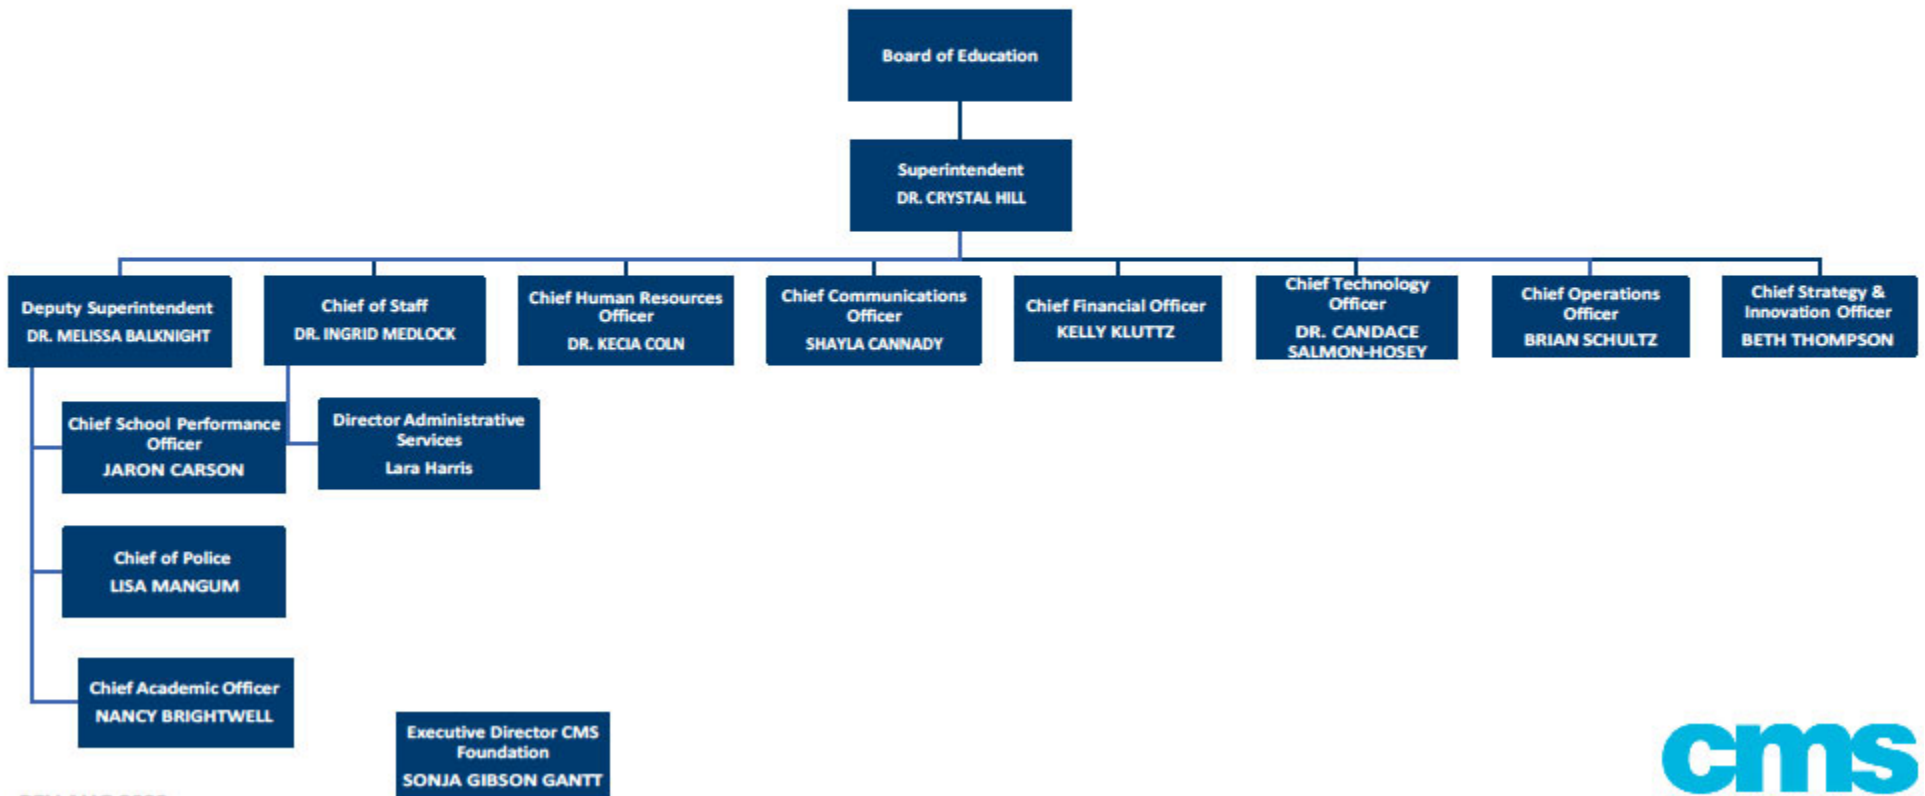 Board of Education
Superintendent
DR. CRYSTAL HILL
Deputy Superintendent
DR. MELISSA BALKNIGHT
Chief of Staff
DR. INGRID MEDLOCK
Chief Human Resources
Officer
DR. KECIA COLN
Chief Communications
Officer
SHAYLA CANNADY
Chief Financial Officer
KELLY KLUTTZ
Chief Technology
Officer
DR. CANDACE
SALMON-HOSEY
Chief Operations
Officer
BRIAN SCHULTZ
Chief Strategy &
Innovation Officer
BETH THOMPSON
Chief School Performance
Officer
JARON CARSON
Director Administrative
Services
Lara Harris
Chief of Police
LISA MANGUM
Chief Academic Officer
NANCY BRIGHTWELL
Executive Director CMS
Foundation
SONJA GIBSON GANTT
cms